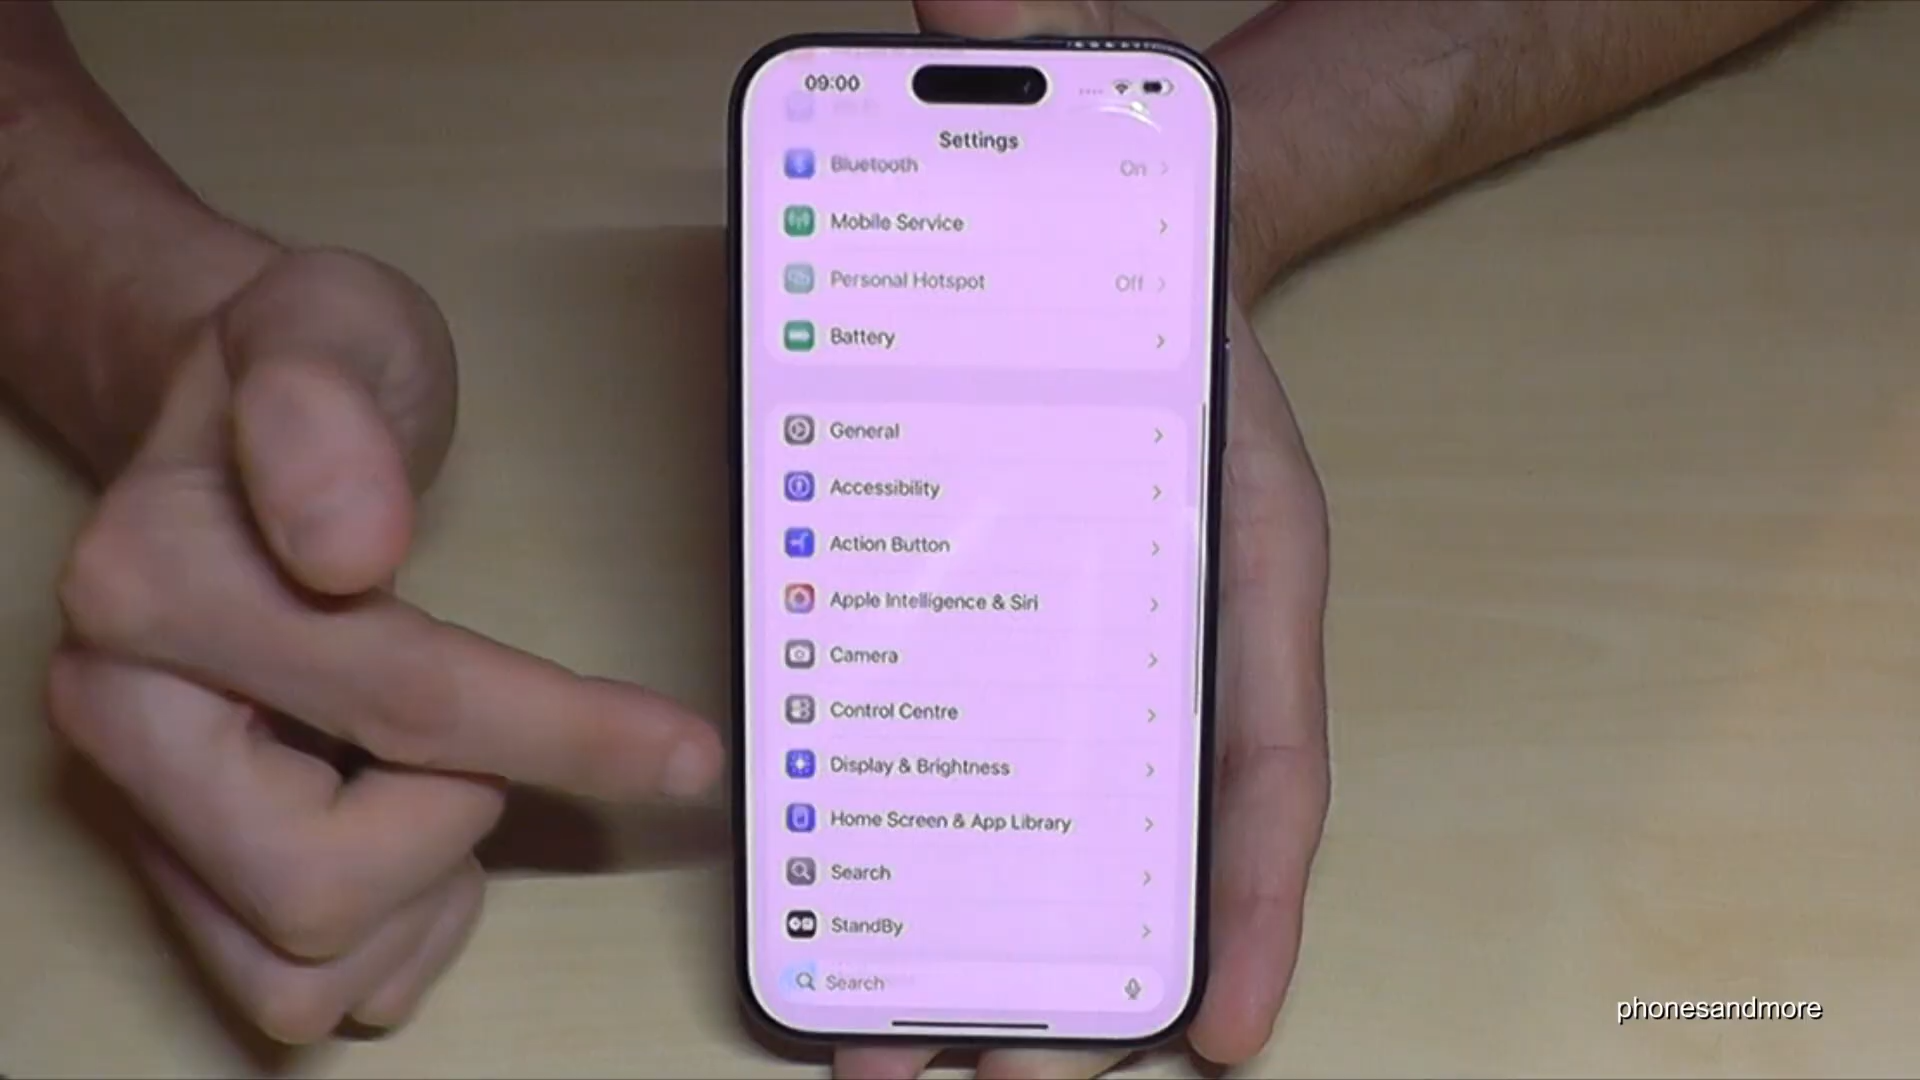 09:00
Settings
Bluetooth On
Mobile Service
Personal Hotspot Off
Battery
General
Accessibility
Action Button
Apple Intelligence & Siri
Camera
Control Centre
Display & Brightness
Home Screen & App Library
Search
StandBy
Search
phonesandmore